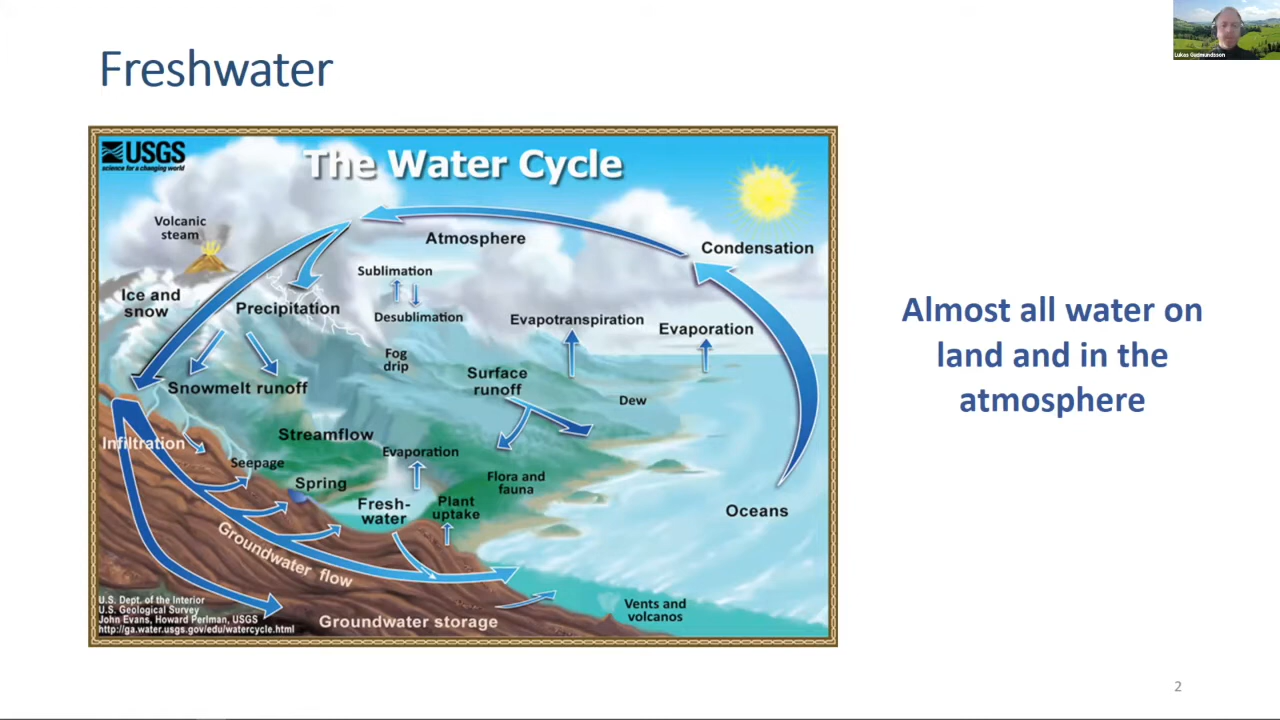 Freshwater
Lukas Gudmundsson
USGS
science for a changing world
The Water Cycle
Volcanic
steam
Atmosphere
Condensation
Sublimation
Ice and
snow
Precipitation
Desublimation
Evapotranspiration
Evaporation
Fog
drip
Surface
runoff
Snowmelt runoff
Dew
Infiltration
Streamflow
Evaporation
Seepage
Spring
Flora and
fauna
Fresh-
water
Plant
uptake
Oceans
Groundwater flow
U.S. Dept. of the Interior
U.S. Geological Survey
John Evans, Howard Perlman, USGS
http://ga.water.usgs.gov/edu/watercycle.html
Groundwater storage
Vents and
volcanos
Almost all water on
land and in the
atmosphere
2